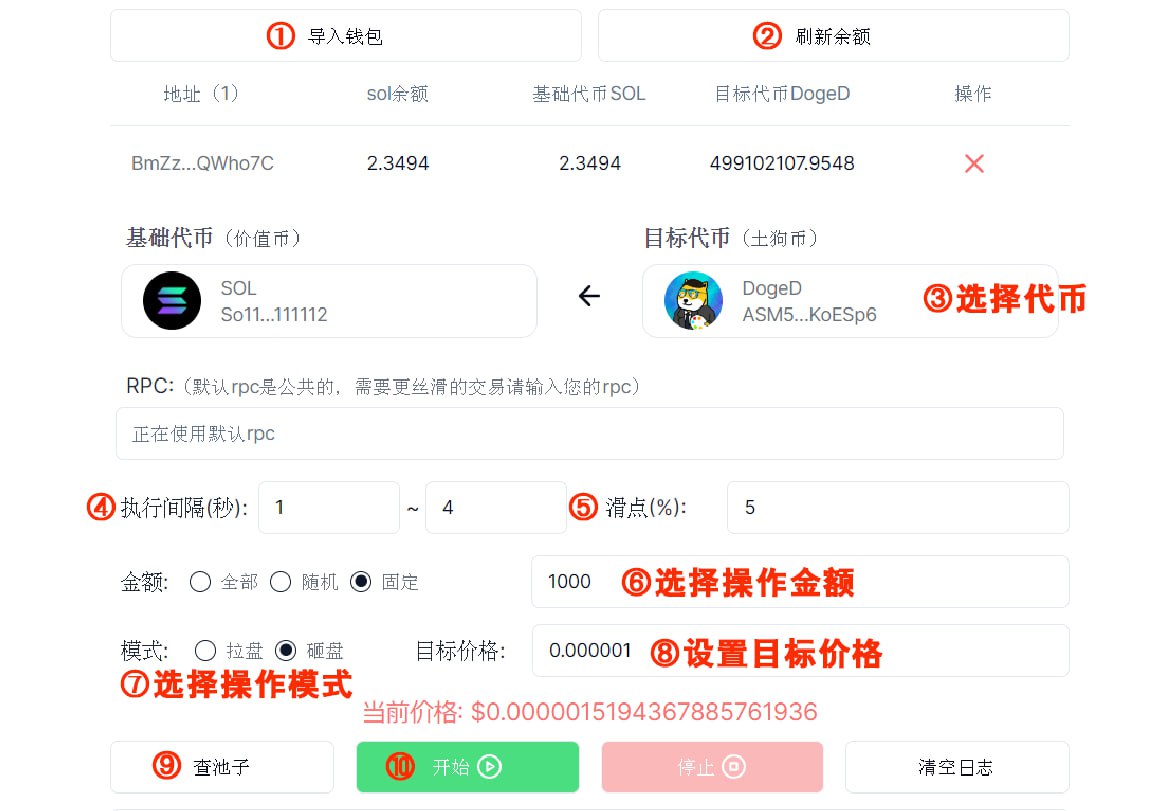 ① 导入钱包 ② 刷新余额
地址（1） sol余额 基础代币SOL 目标代币DogeD 操作
BmZz...QWho7C 2.3494 2.3494 499102107.9548
基础代币（价值币） 目标代币（土狗币）
SOL DogeD
So11...111112 ASM5...KoESp6 ③选择代币
RPC:（默认rpc是公共的，需要更丝滑的交易请输入您的rpc）
正在使用默认rpc
④执行间隔(秒): 1 ~ 4 ⑤滑点(%): 5
金额: 全部 随机 固定 1000 ⑥选择操作金额
模式: 拉盘 砸盘 目标价格: 0.000001 ⑧设置目标价格
⑦选择操作模式
当前价格: $0.0000015194367885761936
⑨ 查池子 ⑩ 开始 停止 清空日志